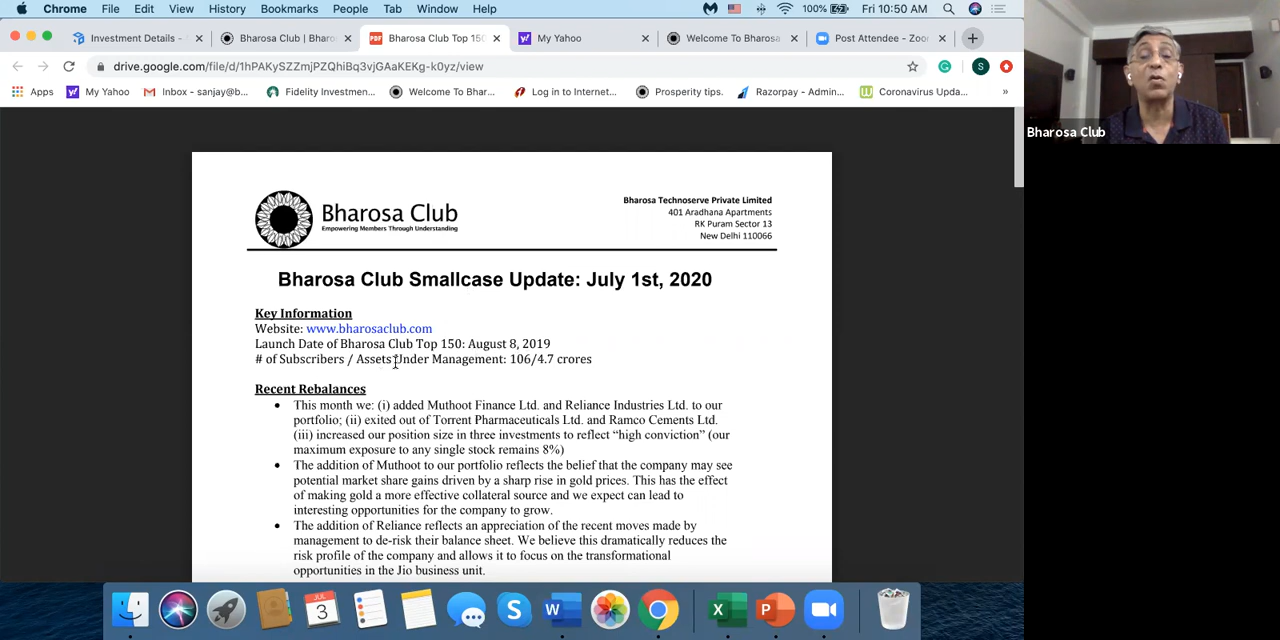 Chrome File Edit View History Bookmarks People Tab Window Help 100% Fri 10:50 AM
Investment Details - Bharosa Club | Bharos Bharosa Club Top 150 My Yahoo Welcome To Bharosa Post Attendee - Zoo
drive.google.com/file/d/1hPAKySZZmjPZQhiBq3vjGAaKEKg-k0yz/view S
Apps My Yahoo Inbox - sanjay@b... Fidelity Investmen... Welcome To Bhar... Log in to Internet... Prosperity tips. Razorpay - Admin... Coronavirus Upda... »
Bharosa Club
Bharosa Club
Empowering Members Through Understanding
Bharosa Technoserve Private Limited
401 Aradhana Apartments
RK Puram Sector 13
New Delhi 110066
Bharosa Club Smallcase Update: July 1st, 2020
Key Information
Website: www.bharosaclub.com
Launch Date of Bharosa Club Top 150: August 8, 2019
# of Subscribers / Assets Under Management: 106/4.7 crores
Recent Rebalances
• This month we: (i) added Muthoot Finance Ltd. and Reliance Industries Ltd. to our
portfolio; (ii) exited out of Torrent Pharmaceuticals Ltd. and Ramco Cements Ltd.
(iii) increased our position size in three investments to reflect “high conviction” (our
maximum exposure to any single stock remains 8%)
• The addition of Muthoot to our portfolio reflects the belief that the company may see
potential market share gains driven by a sharp rise in gold prices. This has the effect
of making gold a more effective collateral source and we expect can lead to
interesting opportunities for the company to grow.
• The addition of Reliance reflects an appreciation of the recent moves made by
management to de-risk their balance sheet. We believe this dramatically reduces the
risk profile of the company and allows it to focus on the transformational
opportunities in the Jio business unit.
JUL
3
S
W
X
P